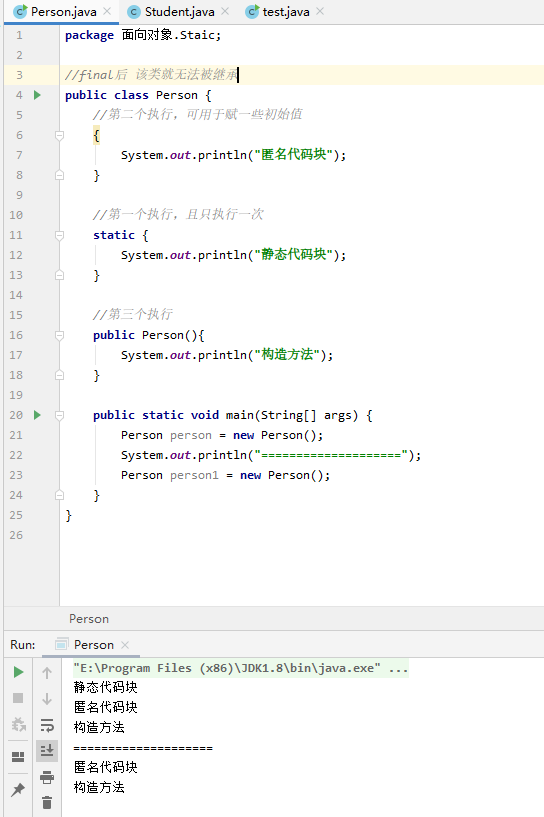 Person.java × Student.java × test.java ×
1 package 面向对象.Staic;
2
3 //final后 该类就无法被继承
4 public class Person {
5 //第二个执行，可用于赋一些初始值
6 {
7 System.out.println("匿名代码块");
8 }
9
10 //第一个执行，且只执行一次
11 static {
12 System.out.println("静态代码块");
13 }
14
15 //第三个执行
16 public Person(){
17 System.out.println("构造方法");
18 }
19
20 public static void main(String[] args) {
21 Person person = new Person();
22 System.out.println("====================");
23 Person person1 = new Person();
24 }
25 }
26
Person
Run: Person ×
"E:\Program Files (x86)\JDK1.8\bin\java.exe" ...
静态代码块
匿名代码块
构造方法
====================
匿名代码块
构造方法